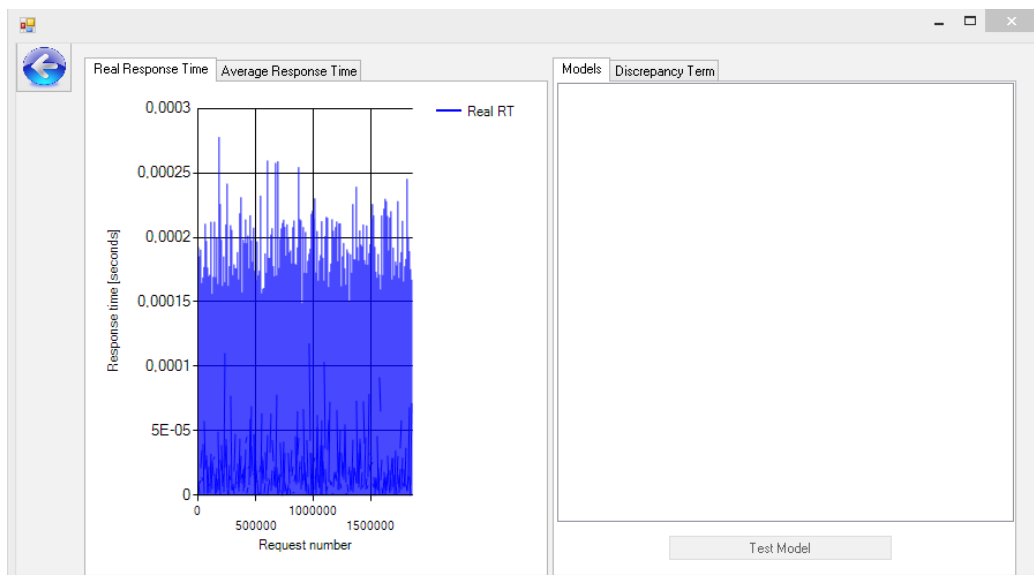 Real Response Time
Average Response Time
Models
Discrepancy Term
0,0003
0,00025
0,0002
0,00015
0,0001
5E-05
0
Response time [seconds]
Real RT
0
500000
1000000
1500000
Request number
Test Model